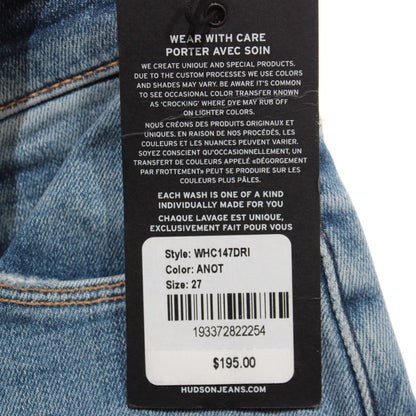 WEAR WITH CARE
PORTER AVEC SOIN
WE CREATE UNIQUE AND SPECIAL PRODUCTS.
DUE TO THE CUSTOM PROCESSES WE USE COLORS
AND SHADES MAY VARY. BE AWARE IT'S COMMON
TO SEE OCCASIONAL COLOR TRANSFER KNOWN
AS 'CROCKING' WHERE DYE MAY RUB OFF
ON LIGHTER COLORS.
NOUS CRÉONS DES PRODUITS ORIGINAUX ET
UNIQUES. EN RAISON DE NOS PROCÉDÉS, LES
COULEURS ET LES NUANCES PEUVENT VARIER.
SOYEZ CONSCIENT QU'OCCASIONNELLEMENT, UN
TRANSFERT DE COULEURS APPELÉ «DÉGORGEMENT
PAR FROTTEMENT» PEUT SE PRODUIRE SUR LES
COULEURS PLUS PÂLES.
EACH WASH IS ONE OF A KIND
INDIVIDUALLY MADE FOR YOU
CHAQUE LAVAGE EST UNIQUE,
EXCLUSIVEMENT FAIT POUR VOUS
Style: WHC147DRI
Color: ANOT
Size: 27
193372822254
$195.00
HUDSONJEANS.COM